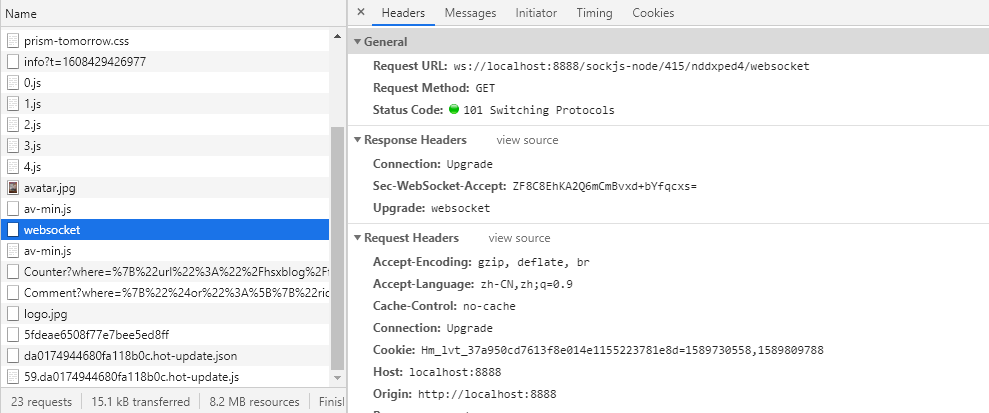 Name
prism-tomorrow.css
info?t=1608429426977
0.js
1.js
2.js
3.js
4.js
avatar.jpg
av-min.js
websocket
av-min.js
Counter?where=%7B%22url%22%3A%22%2Fhsxblog%2F
Comment?where=%7B%22%24or%22%3A%5B%7B%22
logo.jpg
5fdeae6508f77e7bee5ed8ff
da0174944680fa118b0c.hot-update.json
59.da0174944680fa118b0c.hot-update.js
23 requests 15.1 kB transferred 8.2 MB resources Finish
× Headers Messages Initiator Timing Cookies
General
Request URL: ws://localhost:8888/sockjs-node/415/nddxped4/websocket
Request Method: GET
Status Code: 101 Switching Protocols
Response Headers view source
Connection: Upgrade
Sec-WebSocket-Accept: ZF8C8EhKA2Q6mCmBvxd+bYfqcxs=
Upgrade: websocket
Request Headers view source
Accept-Encoding: gzip, deflate, br
Accept-Language: zh-CN,zh;q=0.9
Cache-Control: no-cache
Connection: Upgrade
Cookie: Hm_lvt_37a950cd7613f8e014e1155223781e8d=1589730558,1589809788
Host: localhost:8888
Origin: http://localhost:8888